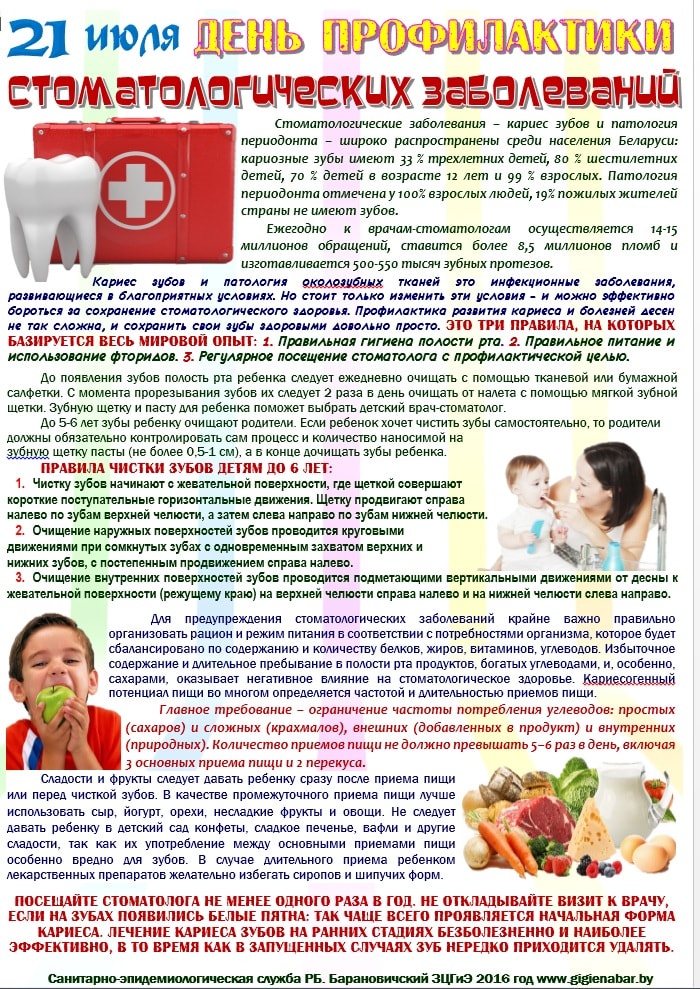 21 июля ДЕНЬ ПРОФИЛАКТИКИ
СТОМАТОЛОГИЧЕСКИХ ЗАБОЛЕВАНИЙ
Стоматологические заболевания – кариес зубов и патология
периодонта – широко распространены среди населения Беларуси:
кариозные зубы имеют 33 % трехлетних детей, 80 % шестилетних
детей, 70 % детей в возрасте 12 лет и 99 % взрослых. Патология
периодонта отмечена у 100% взрослых людей, 19% пожилых жителей
страны не имеют зубов.
Ежегодно к врачам-стоматологам осуществляется 14-15
миллионов обращений, ставится более 8,5 миллионов пломб и
изготавливается 500-550 тысяч зубных протезов.
Кариес зубов и патология околозубных тканей это инфекционные заболевания,
развивающиеся в благоприятных условиях. Но стоит только изменить эти условия – и можно эффективно
бороться за сохранение стоматологического здоровья. Профилактика развития кариеса и болезней десен
не так сложна, и сохранить свои зубы здоровыми довольно просто. ЭТО ТРИ ПРАВИЛА, НА КОТОРЫХ
БАЗИРУЕТСЯ ВЕСЬ МИРОВОЙ ОПЫТ: 1. Правильная гигиена полости рта. 2. Правильное питание и
использование фторидов. 3. Регулярное посещение стоматолога с профилактической целью.
До появления зубов полость рта ребенка следует ежедневно очищать с помощью тканевой или бумажной
салфетки. С момента прорезывания зубов их следует 2 раза в день очищать от налета с помощью мягкой зубной
щетки. Зубную щетку и пасту для ребенка поможет выбрать детский врач-стоматолог.
До 5-6 лет зубы ребенку очищают родители. Если ребенок хочет чистить зубы самостоятельно, то родители
должны обязательно контролировать сам процесс и количество наносимой на
зубную щетку пасты (не более 0,5-1 см), а в конце дочищать зубы ребенка.
ПРАВИЛА ЧИСТКИ ЗУБОВ ДЕТЯМ ДО 6 ЛЕТ:
1. Чистку зубов начинают с жевательной поверхности, где щеткой совершают
короткие поступательные горизонтальные движения. Щетку продвигают справа
налево по зубам верхней челюсти, а затем слева направо по зубам нижней челюсти.
2. Очищение наружных поверхностей зубов проводится круговыми
движениями при сомкнутых зубах с одновременным захватом верхних и
нижних зубов, с постепенным продвижением справа налево.
3. Очищение внутренних поверхностей зубов проводится подметающими вертикальными движениями от десны к
жевательной поверхности (режущему краю) на верхней челюсти справа налево и на нижней челюсти слева направо.
Для предупреждения стоматологических заболеваний крайне важно правильно
организовать рацион и режим питания в соответствии с потребностями организма, которое будет
сбалансировано по содержанию и количеству белков, жиров, витаминов, углеводов. Избыточное
содержание и длительное пребывание в полости рта продуктов, богатых углеводами, и, особенно,
сахарами, оказывает негативное влияние на стоматологическое здоровье. Кариесогенный
потенциал пищи во многом определяется частотой и длительностью приемов пищи.
Главное требование – ограничение частоты потребления углеводов: простых
(сахаров) и сложных (крахмалов), внешних (добавленных в продукт) и внутренних
(природных). Количество приемов пищи не должно превышать 5–6 раз в день, включая
3 основных приема пищи и 2 перекуса.
Сладости и фрукты следует давать ребенку сразу после приема пищи
или перед чисткой зубов. В качестве промежуточного приема пищи лучше
использовать сыр, йогурт, орехи, несладкие фрукты и овощи. Не следует
давать ребенку в детский сад конфеты, сладкое печенье, вафли и другие
сладости, так как их употребление между основными приемами пищи
особенно вредно для зубов. В случае длительного приема ребенком
лекарственных препаратов желательно избегать сиропов и шипучих форм.
ПОСЕЩАЙТЕ СТОМАТОЛОГА НЕ МЕНЕЕ ОДНОГО РАЗА В ГОД. НЕ ОТКЛАДЫВАЙТЕ ВИЗИТ К ВРАЧУ,
ЕСЛИ НА ЗУБАХ ПОЯВИЛИСЬ БЕЛЫЕ ПЯТНА: ТАК ЧАЩЕ ВСЕГО ПРОЯВЛЯЕТСЯ НАЧАЛЬНАЯ ФОРМА
КАРИЕСА. ЛЕЧЕНИЕ КАРИЕСА ЗУБОВ НА РАННИХ СТАДИЯХ БЕЗБОЛЕЗНЕННО И НАИБОЛЕЕ
ЭФФЕКТИВНО, В ТО ВРЕМЯ КАК В ЗАПУЩЕННЫХ СЛУЧАЯХ ЗУБ НЕРЕДКО ПРИХОДИТСЯ УДАЛЯТЬ.
Санитарно-эпидемиологическая служба РБ. Барановичский ЗЦГиЭ 2016 год www.gigienabar.by